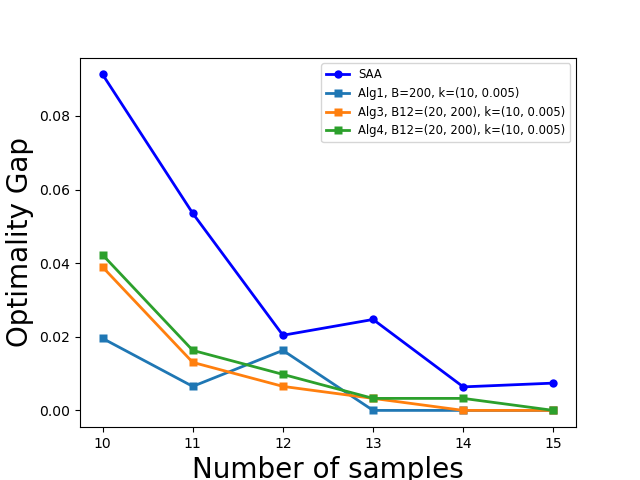 SAA
Alg1, B=200, k=(10, 0.005)
Alg3, B12=(20, 200), k=(10, 0.005)
Alg4, B12=(20, 200), k=(10, 0.005)
Optimality Gap
0.08
0.06
0.04
0.02
0.00
10 11 12 13 14 15
Number of samples